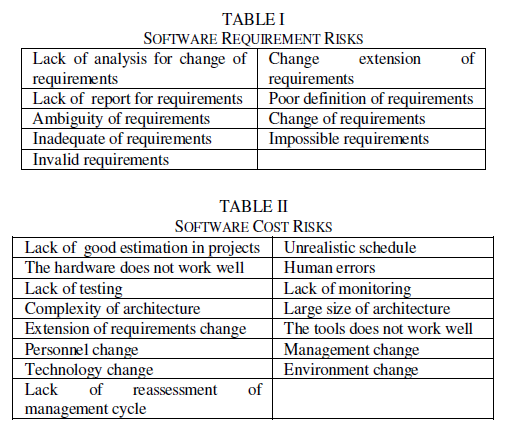 TABLE I
SOFTWARE REQUIREMENT RISKS
Lack of analysis for change of Change extension of
requirements requirements
Lack of report for requirements Poor definition of requirements
Ambiguity of requirements Change of requirements
Inadequate of requirements Impossible requirements
Invalid requirements
TABLE II
SOFTWARE COST RISKS
Lack of good estimation in projects Unrealistic schedule
The hardware does not work well Human errors
Lack of testing Lack of monitoring
Complexity of architecture Large size of architecture
Extension of requirements change The tools does not work well
Personnel change Management change
Technology change Environment change
Lack of reassessment of
management cycle